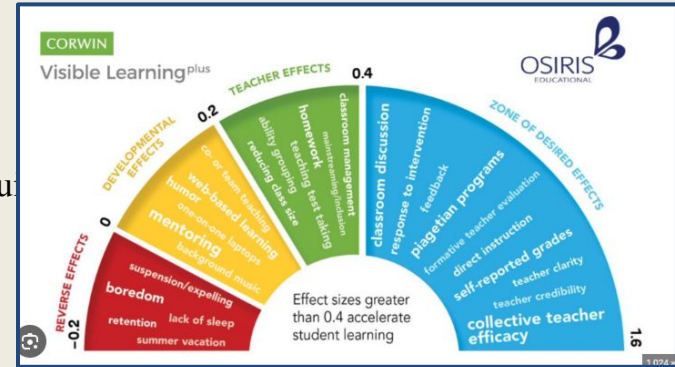 CORWIN
Visible Learningplus
OSIRIS
EDUCATIONAL
REVERSE EFFECTS
DEVELOPMENTAL
EFFECTS
TEACHER EFFECTS
ZONE OF DESIRED EFFECTS
-0.2
0
0.2
0.4
1.6
suspension/expelling
boredom
lack of sleep
retention
summer vacation
co- or team teaching
web-based learning
humor
one-on-one laptops
mentoring
background music
classroom management
mainstreaming/inclusion
homework
teaching test taking
ability grouping
reducing class size
classroom discussion
response to intervention
feedback
piagetian programs
formative teacher evaluation
direct instruction
self-reported grades
teacher clarity
teacher credibility
collective teacher
efficacy
Effect sizes greater
than 0.4 accelerate
student learning